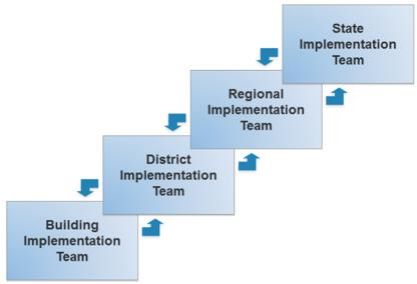 State
Implementation
Team
Regional
Implementation
Team
District
Implementation
Team
Building
Implementation
Team